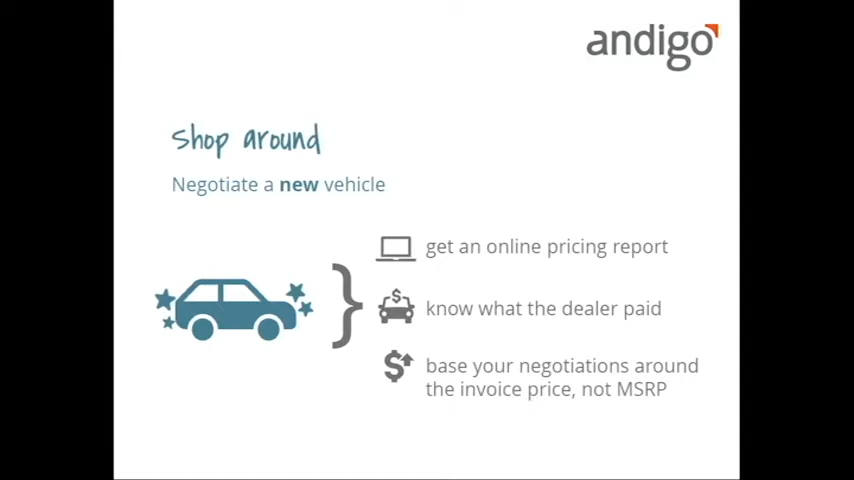 andigo
Shop around
Negotiate a new vehicle
get an online pricing report
$
know what the dealer paid
$
base your negotiations around
the invoice price, not MSRP